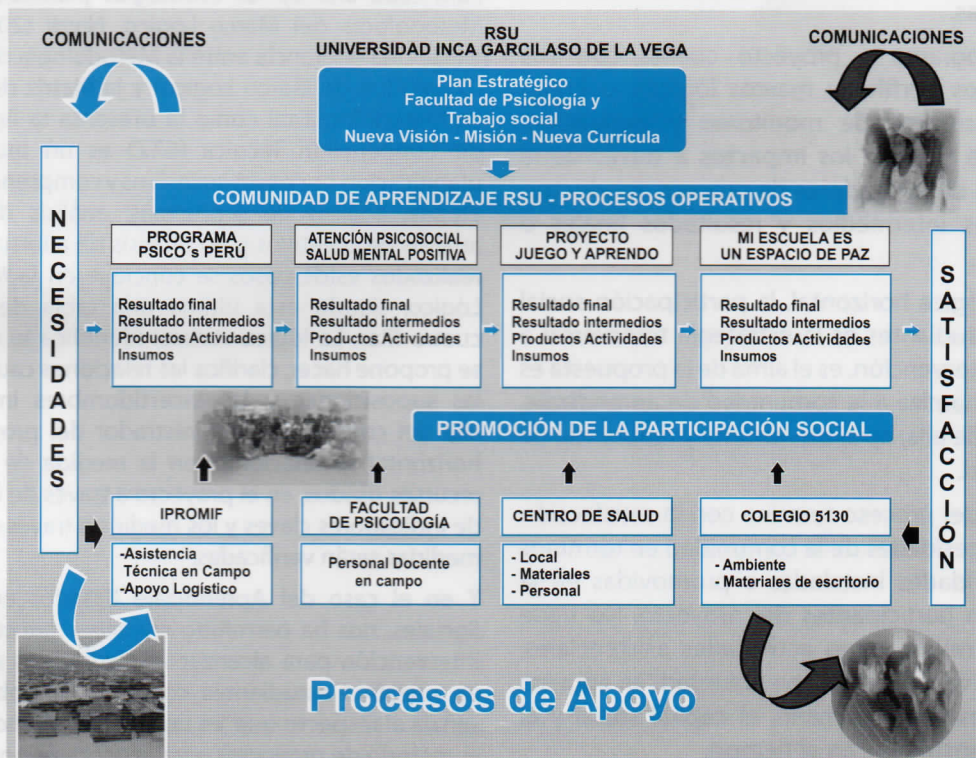 COMUNICACIONES
RSU
UNIVERSIDAD INCA GARCILASO DE LA VEGA
COMUNICACIONES
Plan Estratégico
Facultad de Psicología y
Trabajo social
Nueva Visión - Misión - Nueva Currícula
COMUNIDAD DE APRENDIZAJE RSU - PROCESOS OPERATIVOS
NECESIDADES
PROGRAMA
PSICO´s PERÚ
Resultado final
Resultado intermedios
Productos Actividades
Insumos
ATENCIÓN PSICOSOCIAL
SALUD MENTAL POSITIVA
Resultado final
Resultado intermedios
Productos Actividades
Insumos
PROYECTO
JUEGO Y APRENDO
Resultado final
Resultado intermedios
Productos Actividades
Insumos
MI ESCUELA ES
UN ESPACIO DE PAZ
Resultado final
Resultado intermedios
Productos Actividades
Insumos
SATISFACCIÓN
PROMOCIÓN DE LA PARTICIPACIÓN SOCIAL
IPROMIF
-Asistencia
Técnica en Campo
-Apoyo Logístico
FACULTAD
DE PSICOLOGÍA
Personal Docente
en campo
CENTRO DE SALUD
- Local
- Materiales
- Personal
COLEGIO 5130
- Ambiente
- Materiales de escritorio
Procesos de Apoyo